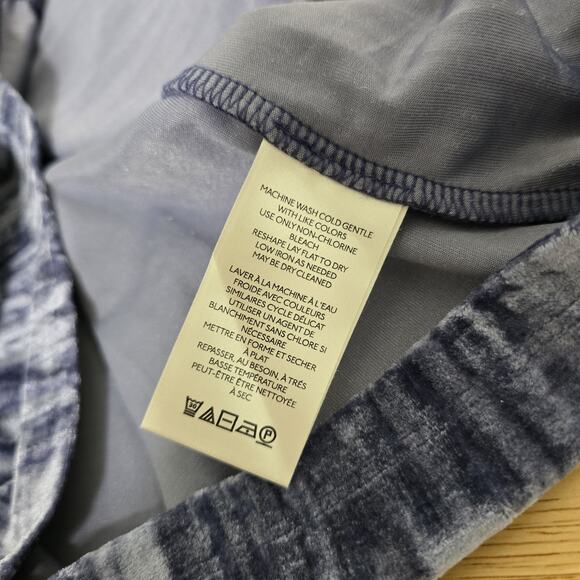 MACHINE WASH COLD GENTLE
WITH LIKE COLORS
USE ONLY NON-CHLORINE
BLEACH
RESHAPE LAY FLAT TO DRY
LOW IRON AS NEEDED
MAY BE DRY CLEANED
LAVER À LA MACHINE À L'EAU
FROIDE AVEC COULEURS
SIMILAIRES CYCLE DÉLICAT
UTILISER UN AGENT DE
BLANCHIMENT SANS CHLORE SI
NÉCESSAIRE
METTRE EN FORME ET SECHER
À PLAT
REPASSER, AU BESOIN, À TRÉS
BASSE TEMPÉRATURE
PEUT-ÊTRE ÊTRE NETTOYÉE
À SEC
30 P